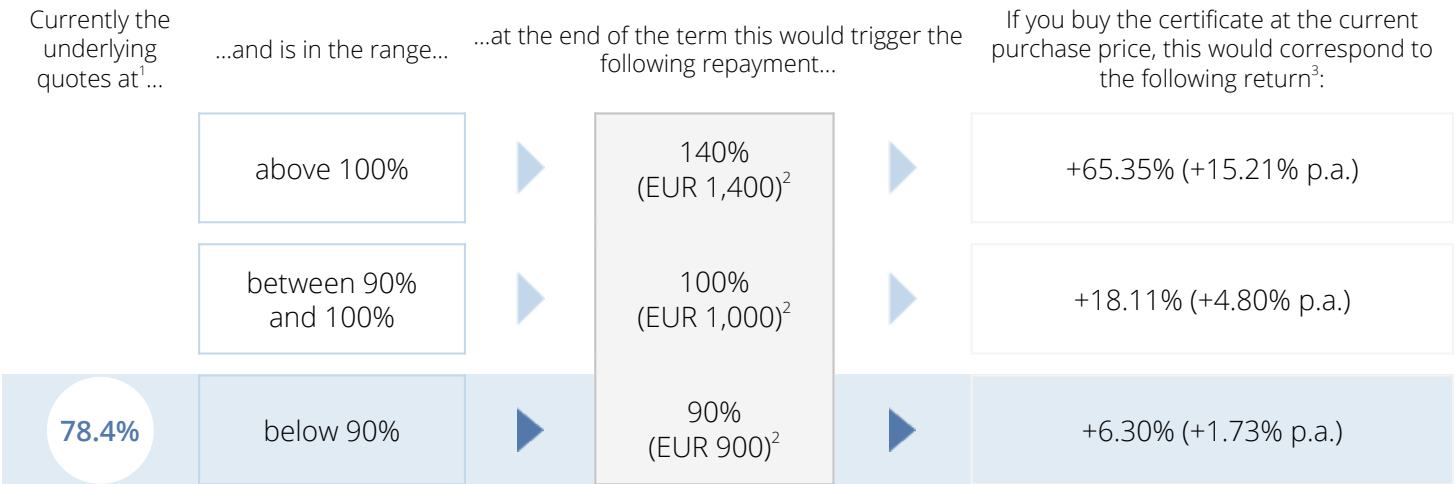 Currently the
underlying
quotes at¹...
...and is in the range...
...at the end of the term this would trigger the
following repayment...
If you buy the certificate at the current
purchase price, this would correspond to
the following return³:
above 100%
140%
(EUR 1,400)²
+65.35% (+15.21% p.a.)
between 90%
and 100%
100%
(EUR 1,000)²
+18.11% (+4.80% p.a.)
78.4%
below 90%
90%
(EUR 900)²
+6.30% (+1.73% p.a.)